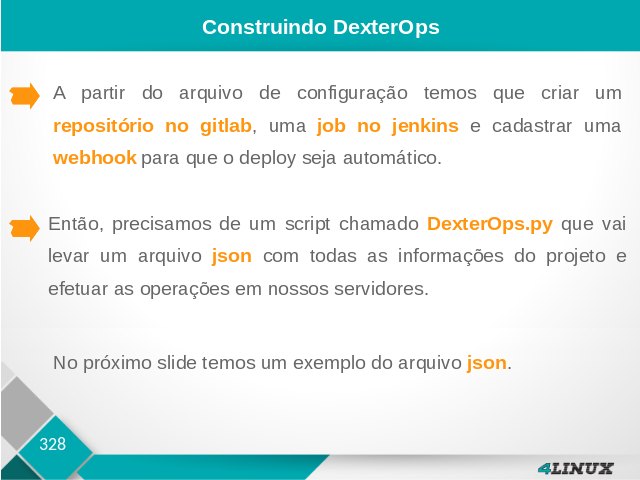 Construindo DexterOps
A partir do arquivo de configuração temos que criar um
repositório no gitlab, uma job no jenkins e cadastrar uma
webhook para que o deploy seja automático.
Então, precisamos de um script chamado DexterOps.py que vai
levar um arquivo json com todas as informações do projeto e
efetuar as operações em nossos servidores.
No próximo slide temos um exemplo do arquivo json.
328
4LINUX